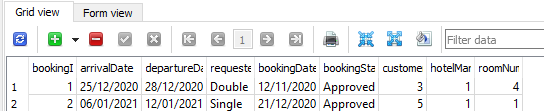 Grid view Form view
1 Filter data
bookingI arrivalDate departureDa requeste bookingDate bookingSta custome hotelMan roomNum
1 1 25/12/2020 28/12/2020 Double 12/11/2020 Approved 3 1 4
2 2 06/01/2021 12/01/2021 Single 21/12/2020 Approved 5 1 1